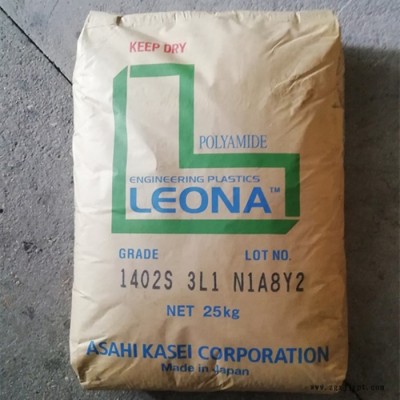 KEEP DRY
POLYAMIDE
ENGINEERING PLASTICS
LEONA™
GRADE LOT NO.
1402S 3L1 N1A8Y2
NET 25kg
ASAHI KASEI CORPORATION
Made in Japan